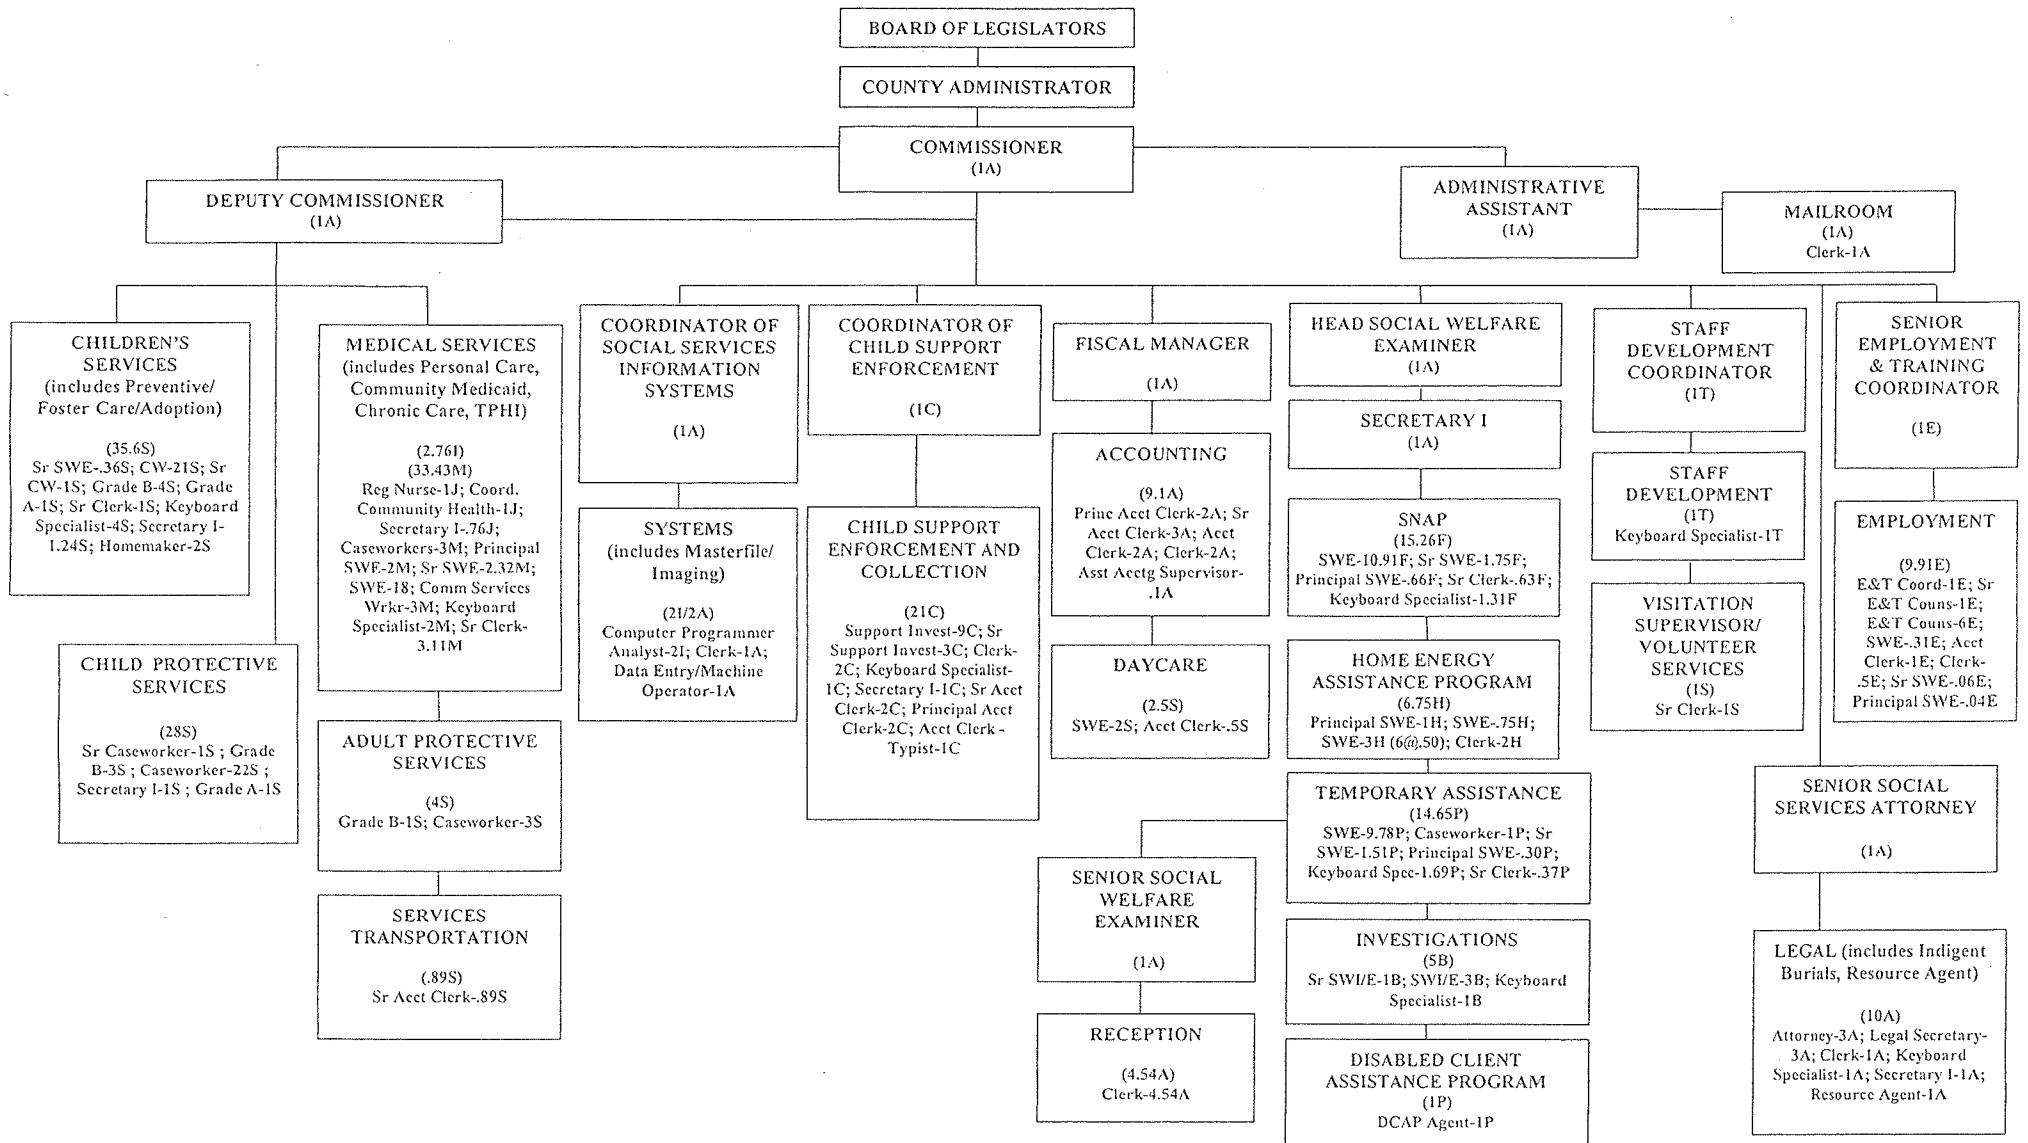 BOARD OF LEGISLATORS
COUNTY ADMINISTRATOR
COMMISSIONER
(1A)
DEPUTY COMMISSIONER
(1A)
ADMINISTRATIVE
ASSISTANT
(1A)
MAILROOM
(1A)
Clerk-1A
CHILDREN'S
SERVICES
(includes Preventive/
Foster Care/Adoption)
(35.6S)
Sr SWE-.36S; CW-21S; Sr
CW-1S; Grade B-4S; Grade
A-1S; Sr Clerk-1S; Keyboard
Specialist-4S; Secretary I-
1.24S; Homemaker-2S
CHILD PROTECTIVE
SERVICES
(28S)
Sr Caseworker-1S ; Grade
B-3S ; Caseworker-22S ;
Secretary I-1S ; Grade A-1S
MEDICAL SERVICES
(includes Personal Care,
Community Medicaid,
Chronic Care, TPHI)
(2.76I)
(33.43M)
Reg Nurse-1J; Coord.
Community Health-1J;
Secretary I-.76J;
Caseworkers-3M; Principal
SWE-2M; Sr SWE-2.32M;
SWE-18; Comm Services
Wrkr-3M; Keyboard
Specialist-2M; Sr Clerk-
3.11M
ADULT PROTECTIVE
SERVICES
(4S)
Grade B-1S; Caseworker-3S
SERVICES
TRANSPORTATION
(.89S)
Sr Acct Clerk-.89S
COORDINATOR OF
SOCIAL SERVICES
INFORMATION
SYSTEMS
(1A)
SYSTEMS
(includes Masterfile/
Imaging)
(2I/2A)
Computer Programmer
Analyst-2I; Clerk-1A;
Data Entry/Machine
Operator-1A
COORDINATOR OF
CHILD SUPPORT
ENFORCEMENT
(1C)
CHILD SUPPORT
ENFORCEMENT AND
COLLECTION
(21C)
Support Invest-9C; Sr
Support Invest-3C; Clerk-
2C; Keyboard Specialist-
1C; Secretary I-1C; Sr Acct
Clerk-2C; Principal Acct
Clerk-2C; Acct Clerk -
Typist-1C
FISCAL MANAGER
(1A)
ACCOUNTING
(9.1A)
Princ Acct Clerk-2A; Sr
Acct Clerk-3A; Acct
Clerk-2A; Clerk-2A;
Asst Acctg Supervisor-
.1A
DAYCARE
(2.5S)
SWE-2S; Acct Clerk-.5S
HEAD SOCIAL WELFARE
EXAMINER
(1A)
SECRETARY I
(1A)
SNAP
(15.26F)
SWE-10.91F; Sr SWE-1.75F;
Principal SWE-.66F; Sr Clerk-.63F;
Keyboard Specialist-1.31F
HOME ENERGY
ASSISTANCE PROGRAM
(6.75H)
Principal SWE-1H; SWE-.75H;
SWE-3H (6@.50); Clerk-2H
TEMPORARY ASSISTANCE
(14.65P)
SWE-9.78P; Caseworker-1P; Sr
SWE-1.51P; Principal SWE-.30P;
Keyboard Spec-1.69P; Sr Clerk-.37P
SENIOR SOCIAL
WELFARE
EXAMINER
(1A)
RECEPTION
(4.54A)
Clerk-4.54A
INVESTIGATIONS
(5B)
Sr SWI/E-1B; SWI/E-3B; Keyboard
Specialist-1B
DISABLED CLIENT
ASSISTANCE PROGRAM
(1P)
DCAP Agent-1P
STAFF
DEVELOPMENT
COORDINATOR
(1T)
STAFF
DEVELOPMENT
(1T)
Keyboard Specialist-1T
VISITATION
SUPERVISOR/
VOLUNTEER
SERVICES
(1S)
Sr Clerk-1S
SENIOR
EMPLOYMENT
& TRAINING
COORDINATOR
(1E)
EMPLOYMENT
(9.91E)
E&T Coord-1E; Sr
E&T Couns-1E;
E&T Couns-6E;
SWE-.31E; Acct
Clerk-1E; Clerk-
.5E; Sr SWE-.06E;
Principal SWE-.04E
SENIOR SOCIAL
SERVICES ATTORNEY
(1A)
LEGAL (includes Indigent
Burials, Resource Agent)
(10A)
Attorney-3A; Legal Secretary-
3A; Clerk-1A; Keyboard
Specialist-1A; Secretary I-1A;
Resource Agent-1A